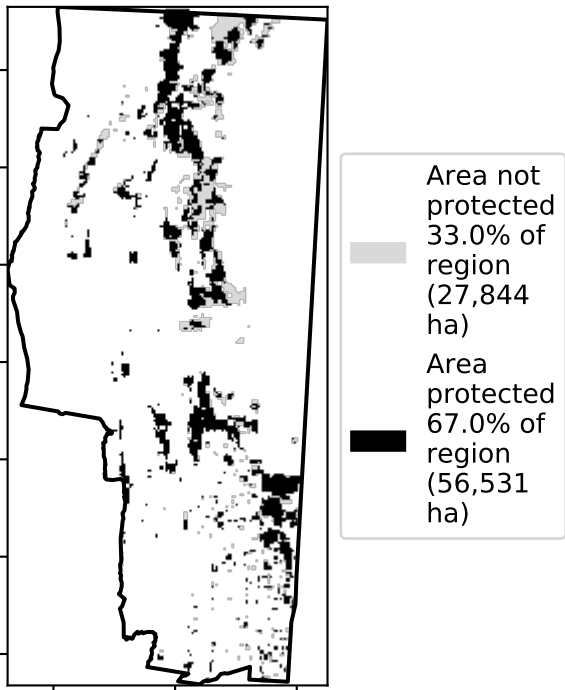 Area not
protected
33.0% of
region
(27,844
ha)
Area
protected
67.0% of
region
(56,531
ha)